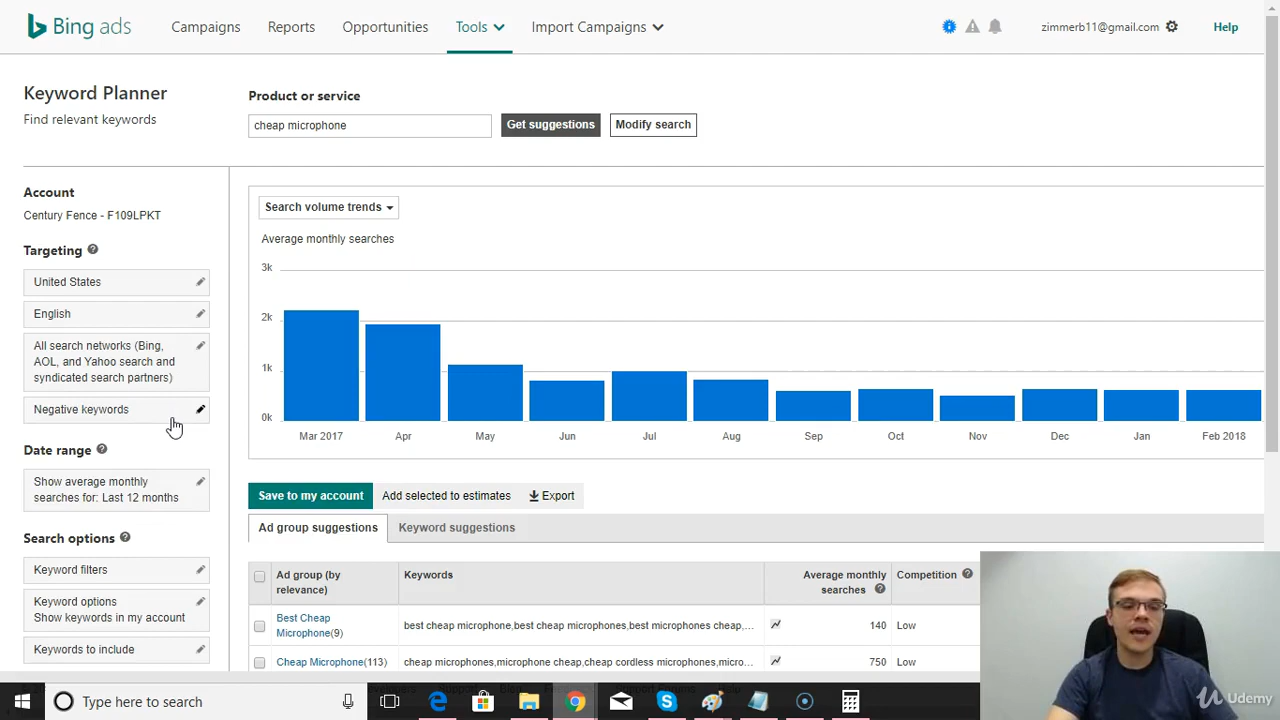 Bing ads
Campaigns
Reports
Opportunities
Tools
Import Campaigns
zimmerb11@gmail.com
Help
Keyword Planner
Find relevant keywords
Product or service
cheap microphone
Get suggestions
Modify search
Account
Century Fence - F109LPKT
Targeting
United States
English
All search networks (Bing,
AOL, and Yahoo search and
syndicated search partners)
Negative keywords
Date range
Show average monthly
searches for: Last 12 months
Search options
Keyword filters
Keyword options
Show keywords in my account
Keywords to include
Search volume trends
Average monthly searches
3k
2k
1k
0k
Mar 2017
Apr
May
Jun
Jul
Aug
Sep
Oct
Nov
Dec
Jan
Feb 2018
Save to my account
Add selected to estimates
Export
Ad group suggestions
Keyword suggestions
Ad group (by
relevance)
Keywords
Average monthly
searches
Competition
Best Cheap
Microphone(9)
best cheap microphone,best cheap microphones,best microphones cheap,...
140
Low
Cheap Microphone(113)
cheap microphones,microphone cheap,cheap cordless microphones,micro...
750
Low
Type here to search
Udemy